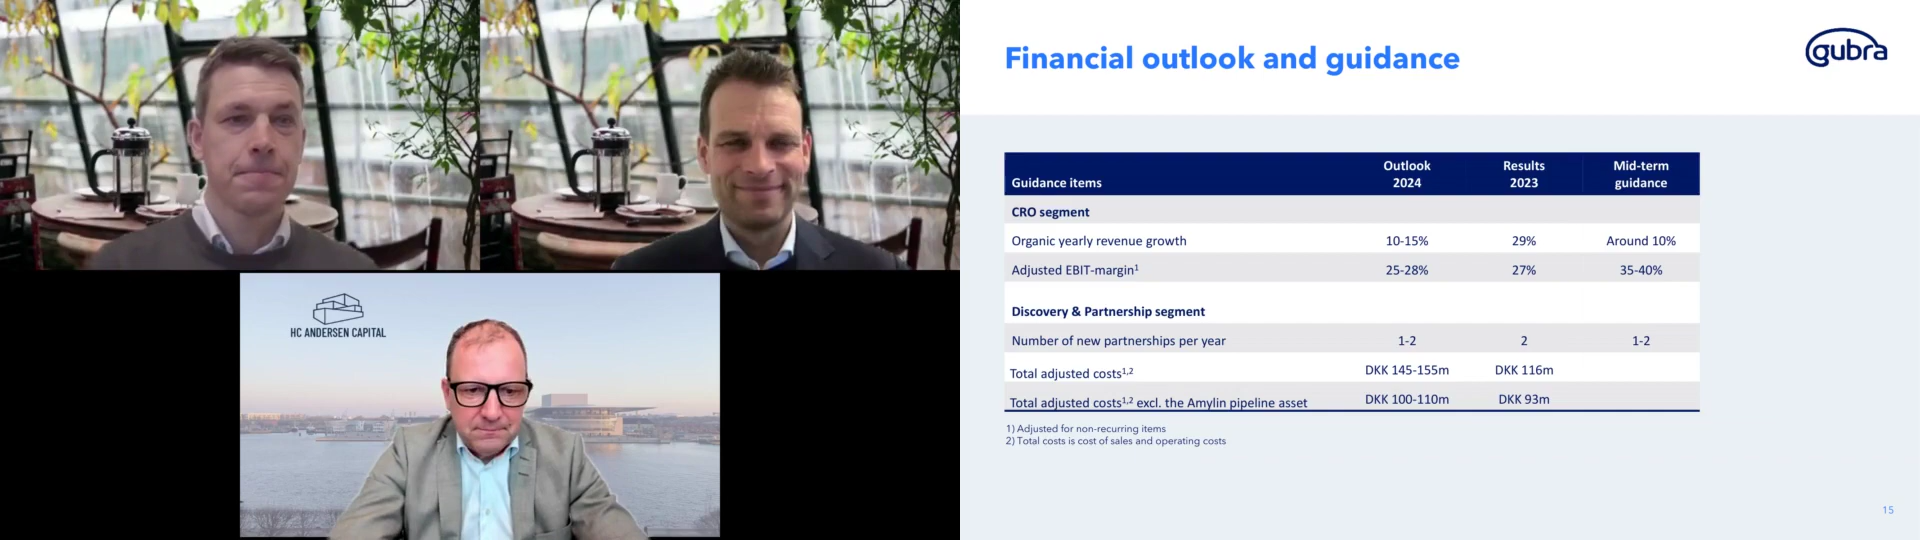 HC ANDERSEN CAPITAL
Financial outlook and guidance
gubra
Guidance items
Outlook
2024
Results
2023
Mid-term
guidance
CRO segment
Organic yearly revenue growth 10-15% 29% Around 10%
Adjusted EBIT-margin¹ 25-28% 27% 35-40%
Discovery & Partnership segment
Number of new partnerships per year 1-2 2 1-2
Total adjusted costs¹,² DKK 145-155m DKK 116m
Total adjusted costs¹,² excl. the Amylin pipeline asset DKK 100-110m DKK 93m
1) Adjusted for non-recurring items
2) Total costs is cost of sales and operating costs
15